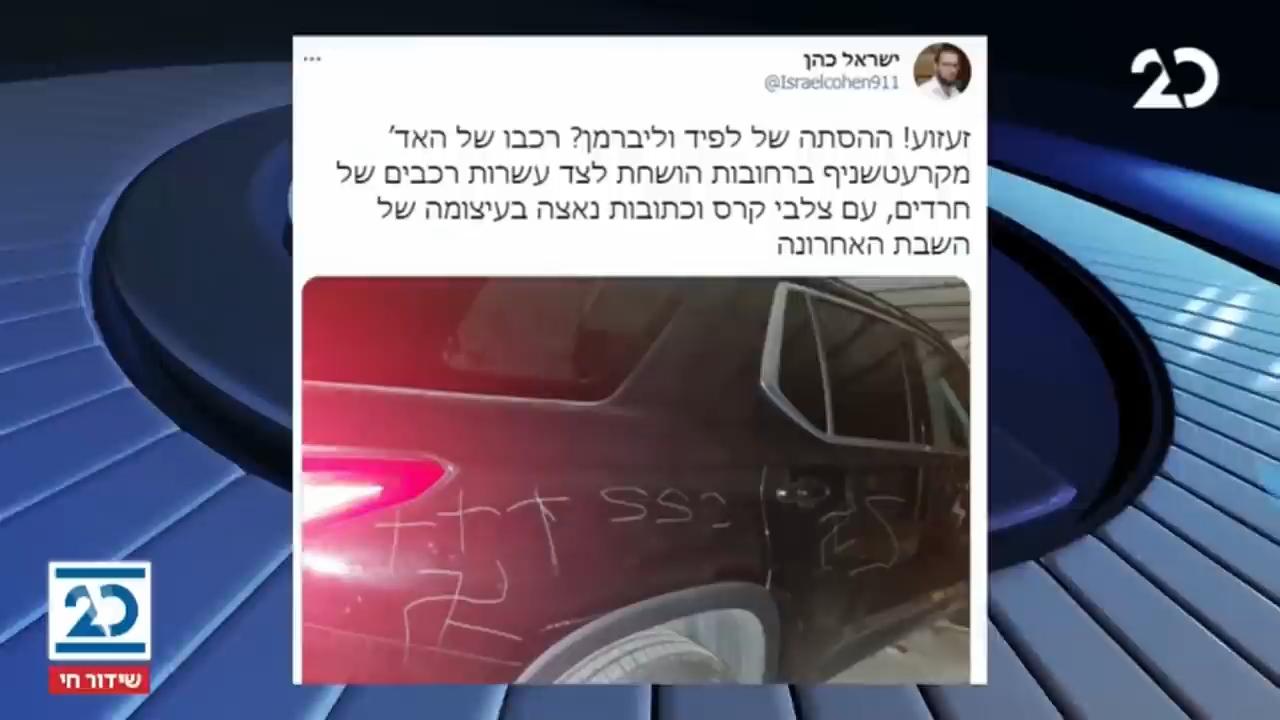 ישראל כהן
@Israelcohen911
זעזוע! ההסתה של לפיד וליברמן? רכבו של האד'
מקרעטשניף ברחובות הושחת לצד עשרות רכבים של
חרדים, עם צלבי קרס וכתובות נאצה בעיצומה של
השבת האחרונה
20
20
שידור חי